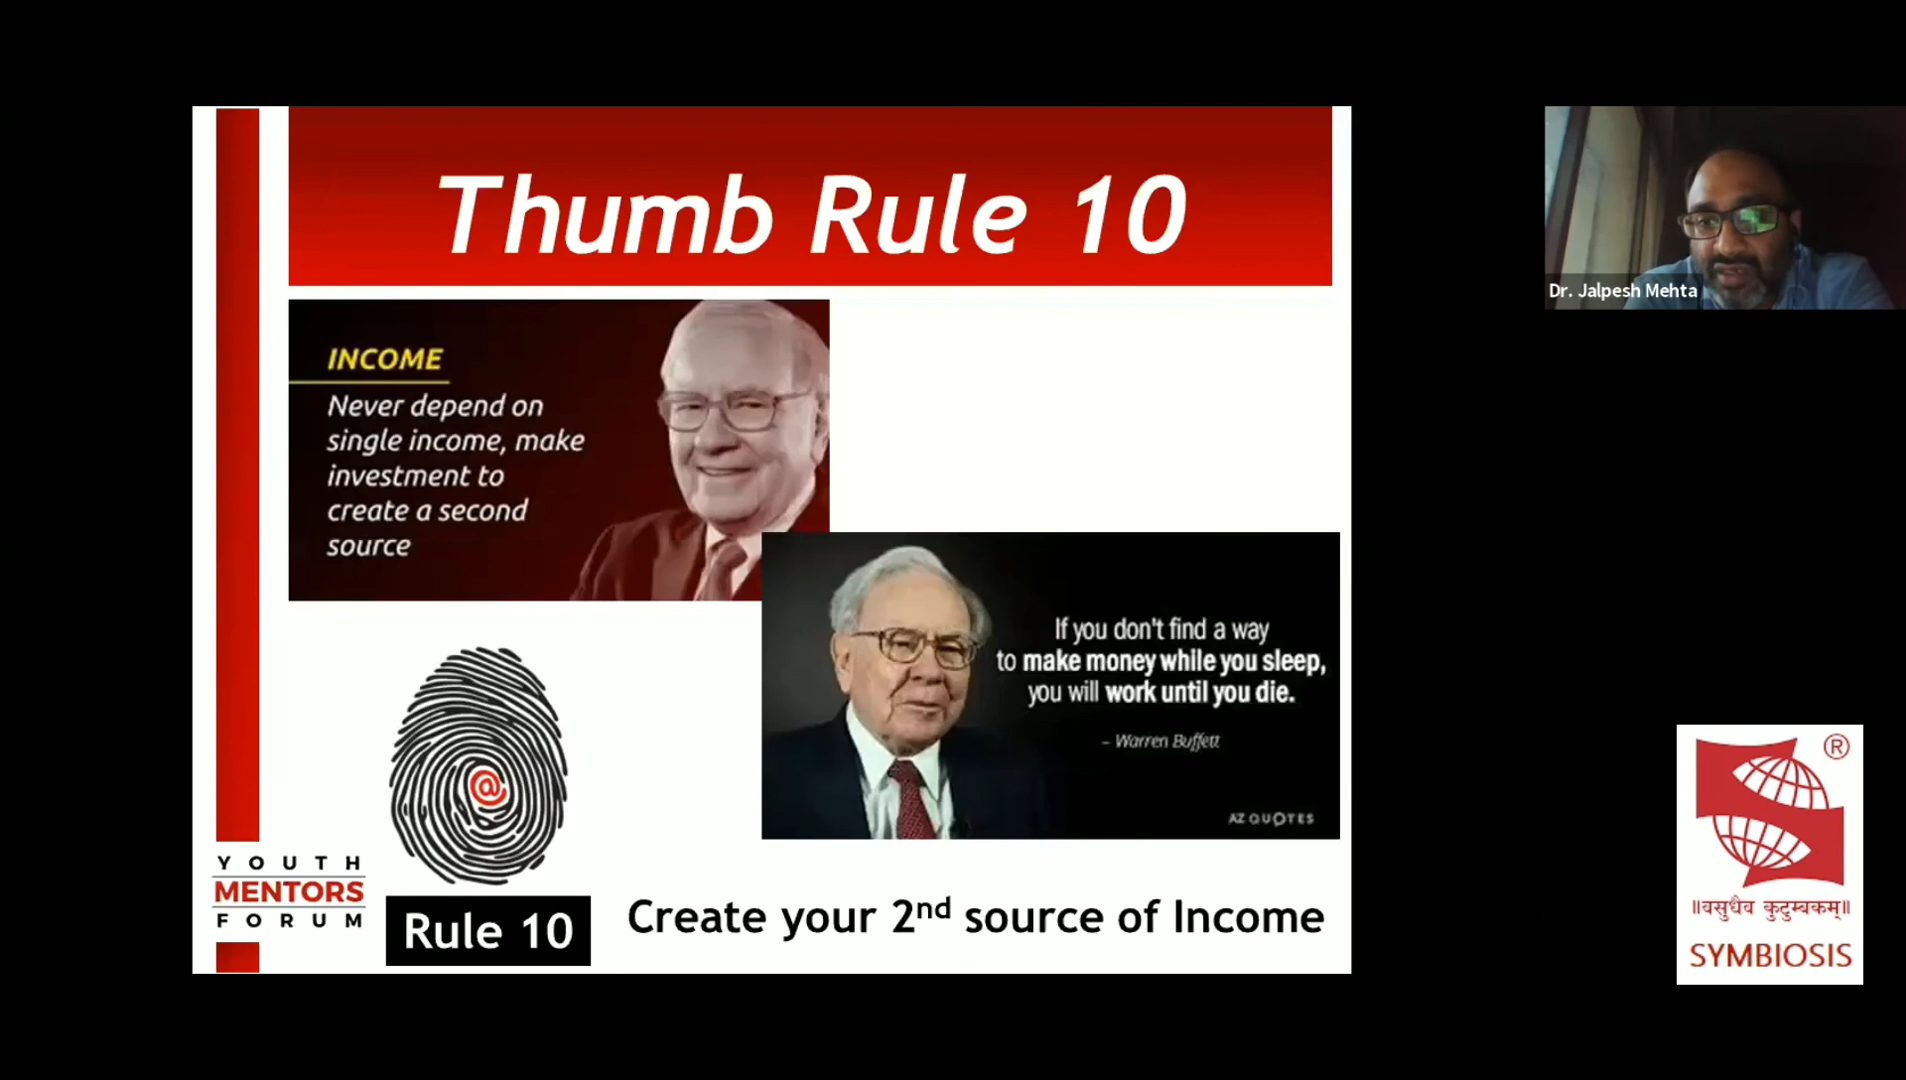 Thumb Rule 10
INCOME
Never depend on
single income, make
investment to
create a second
source
If you don't find a way
to make money while you sleep,
you will work until you die.
– Warren Buffett
AZ QUOTES
@
YOUTH
MENTORS
FORUM
Rule 10
Create your 2nd source of Income
Dr. Jalpesh Mehta
®
॥वसुधैव कुटुम्बकम्॥
SYMBIOSIS